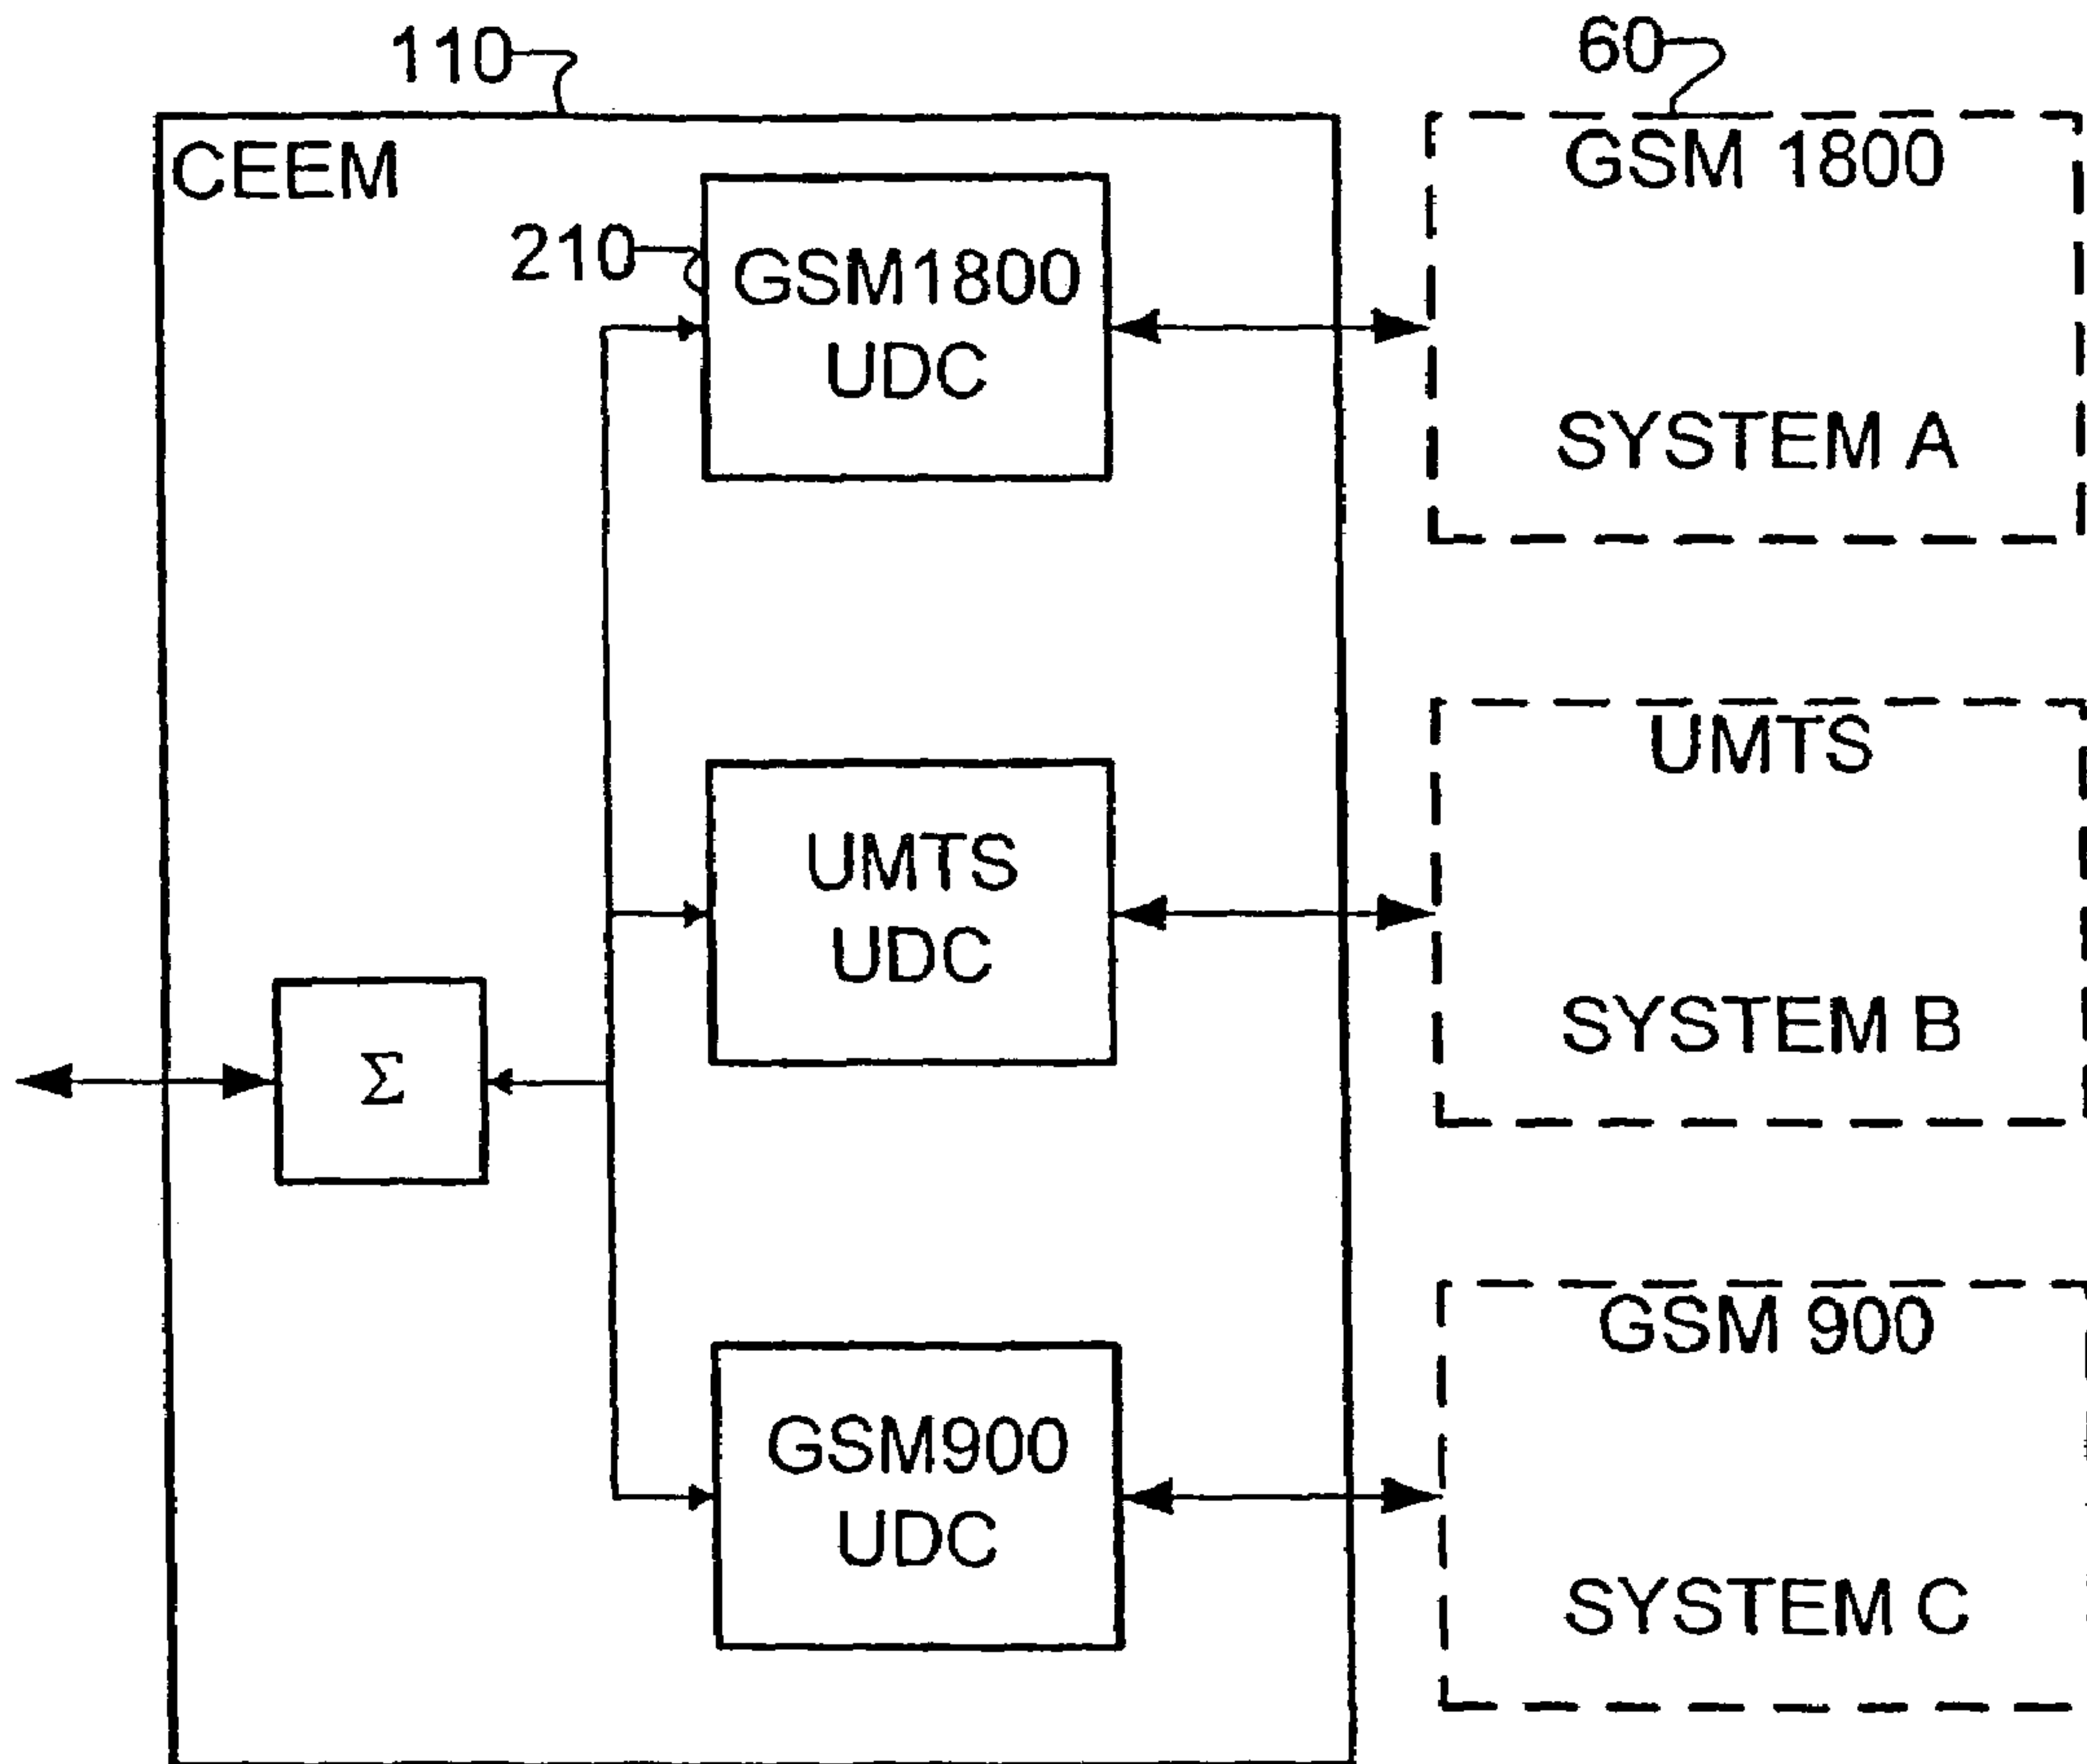 110
60
CEEM
210
GSM1800
UDC
GSM 1800
SYSTEM A
UMTS
UDC
UMTS
SYSTEM B
Σ
GSM900
UDC
GSM 900
SYSTEM C